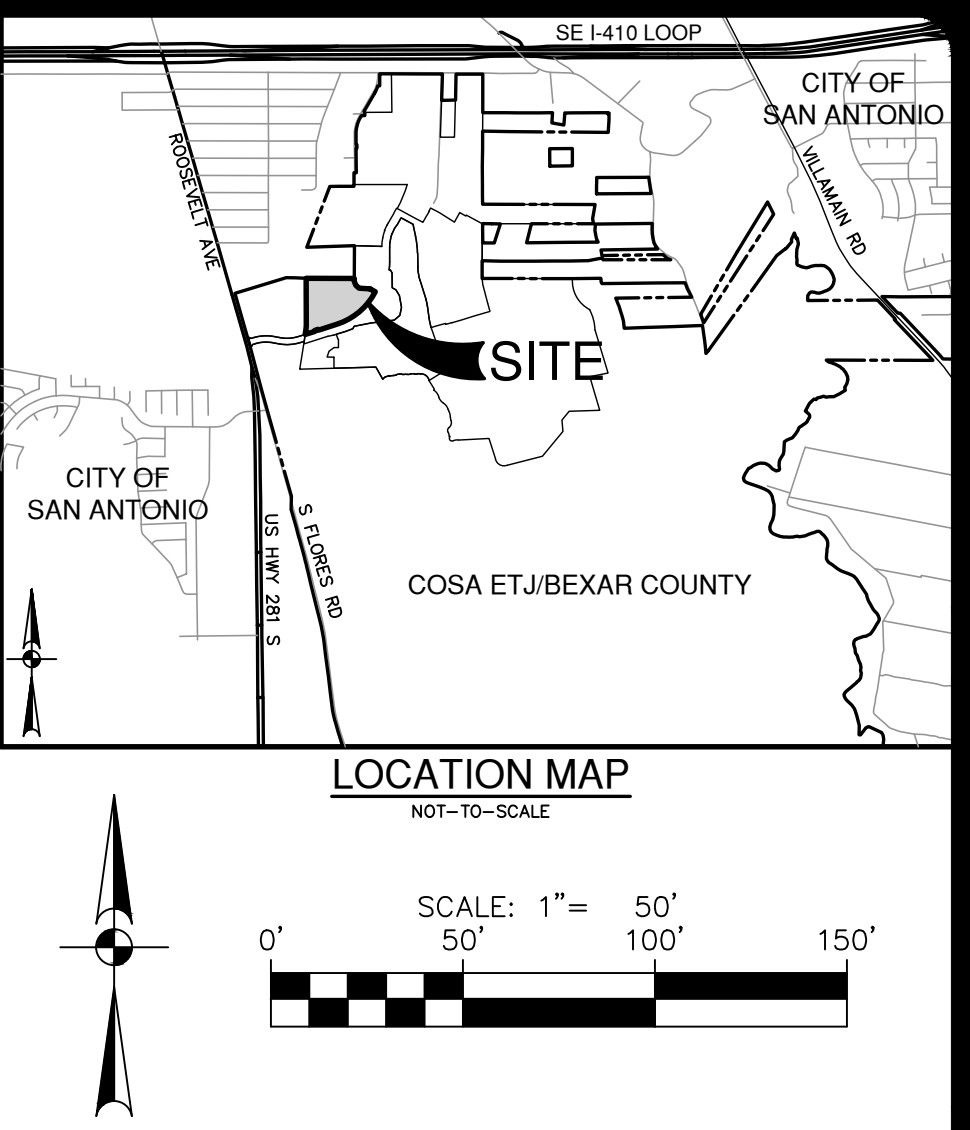 SE I-410 LOOP
CITY OF
SAN ANTONIO
ROOSEVELT AVE
VILLAMAIN RD
SITE
CITY OF
SAN ANTONIO
US HWY 281 S
S FLORES RD
COSA ETJ/BEXAR COUNTY
LOCATION MAP
NOT-TO-SCALE
SCALE: 1"= 50'
0' 50' 100' 150'